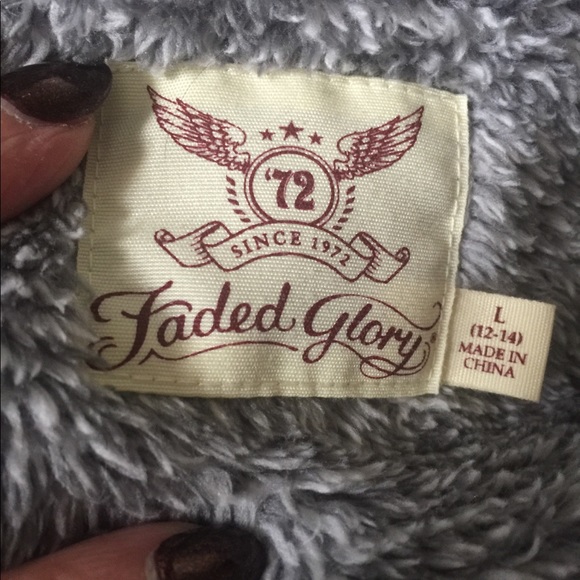 '72
SINCE 1972
Faded Glory
L
(12-14)
MADE IN
CHINA